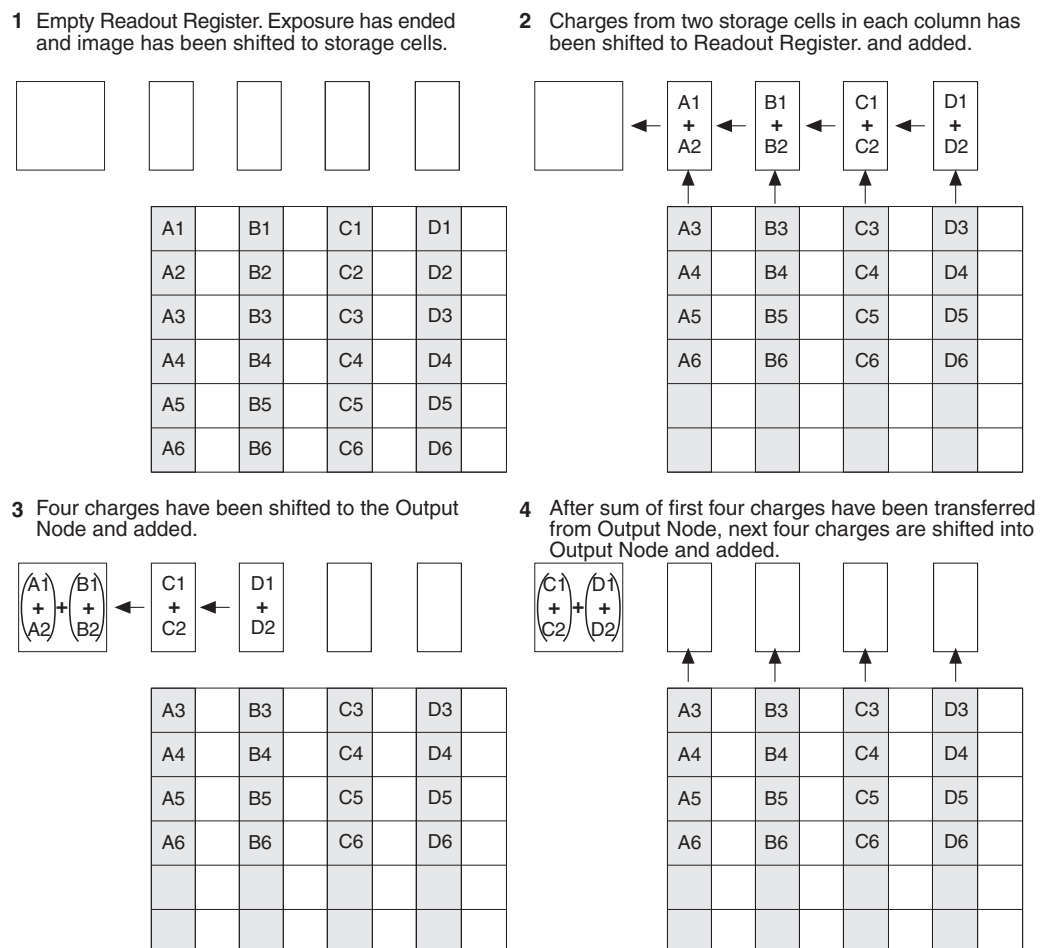 1 Empty Readout Register. Exposure has ended
and image has been shifted to storage cells.
A1 B1 C1 D1
A2 B2 C2 D2
A3 B3 C3 D3
A4 B4 C4 D4
A5 B5 C5 D5
A6 B6 C6 D6
2 Charges from two storage cells in each column has
been shifted to Readout Register. and added.
A1 B1 C1 D1
+ + + +
A2 B2 C2 D2
A3 B3 C3 D3
A4 B4 C4 D4
A5 B5 C5 D5
A6 B6 C6 D6
3 Four charges have been shifted to the Output
Node and added.
(A1 (B1 C1 D1
+ + + + +
A2) B2) C2 D2
A3 B3 C3 D3
A4 B4 C4 D4
A5 B5 C5 D5
A6 B6 C6 D6
4 After sum of first four charges have been transferred
from Output Node, next four charges are shifted into
Output Node and added.
(C1 (D1
+ + +
C2) D2)
A3 B3 C3 D3
A4 B4 C4 D4
A5 B5 C5 D5
A6 B6 C6 D6